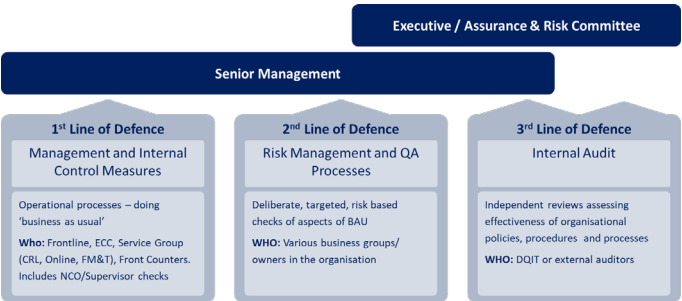 Executive / Assurance & Risk Committee
Senior Management
1st Line of Defence
Management and Internal
Control Measures
Operational processes – doing
‘business as usual’
Who: Frontline, ECC, Service Group
(CRL, Online, FM&T), Front Counters.
Includes NCO/Supervisor checks
2nd Line of Defence
Risk Management and QA
Processes
Deliberate, targeted, risk based
checks of aspects of BAU
WHO: Various business groups/
owners in the organisation
3rd Line of Defence
Internal Audit
Independent reviews assessing
effectiveness of organisational
policies, procedures and processes
WHO: DQIT or external auditors